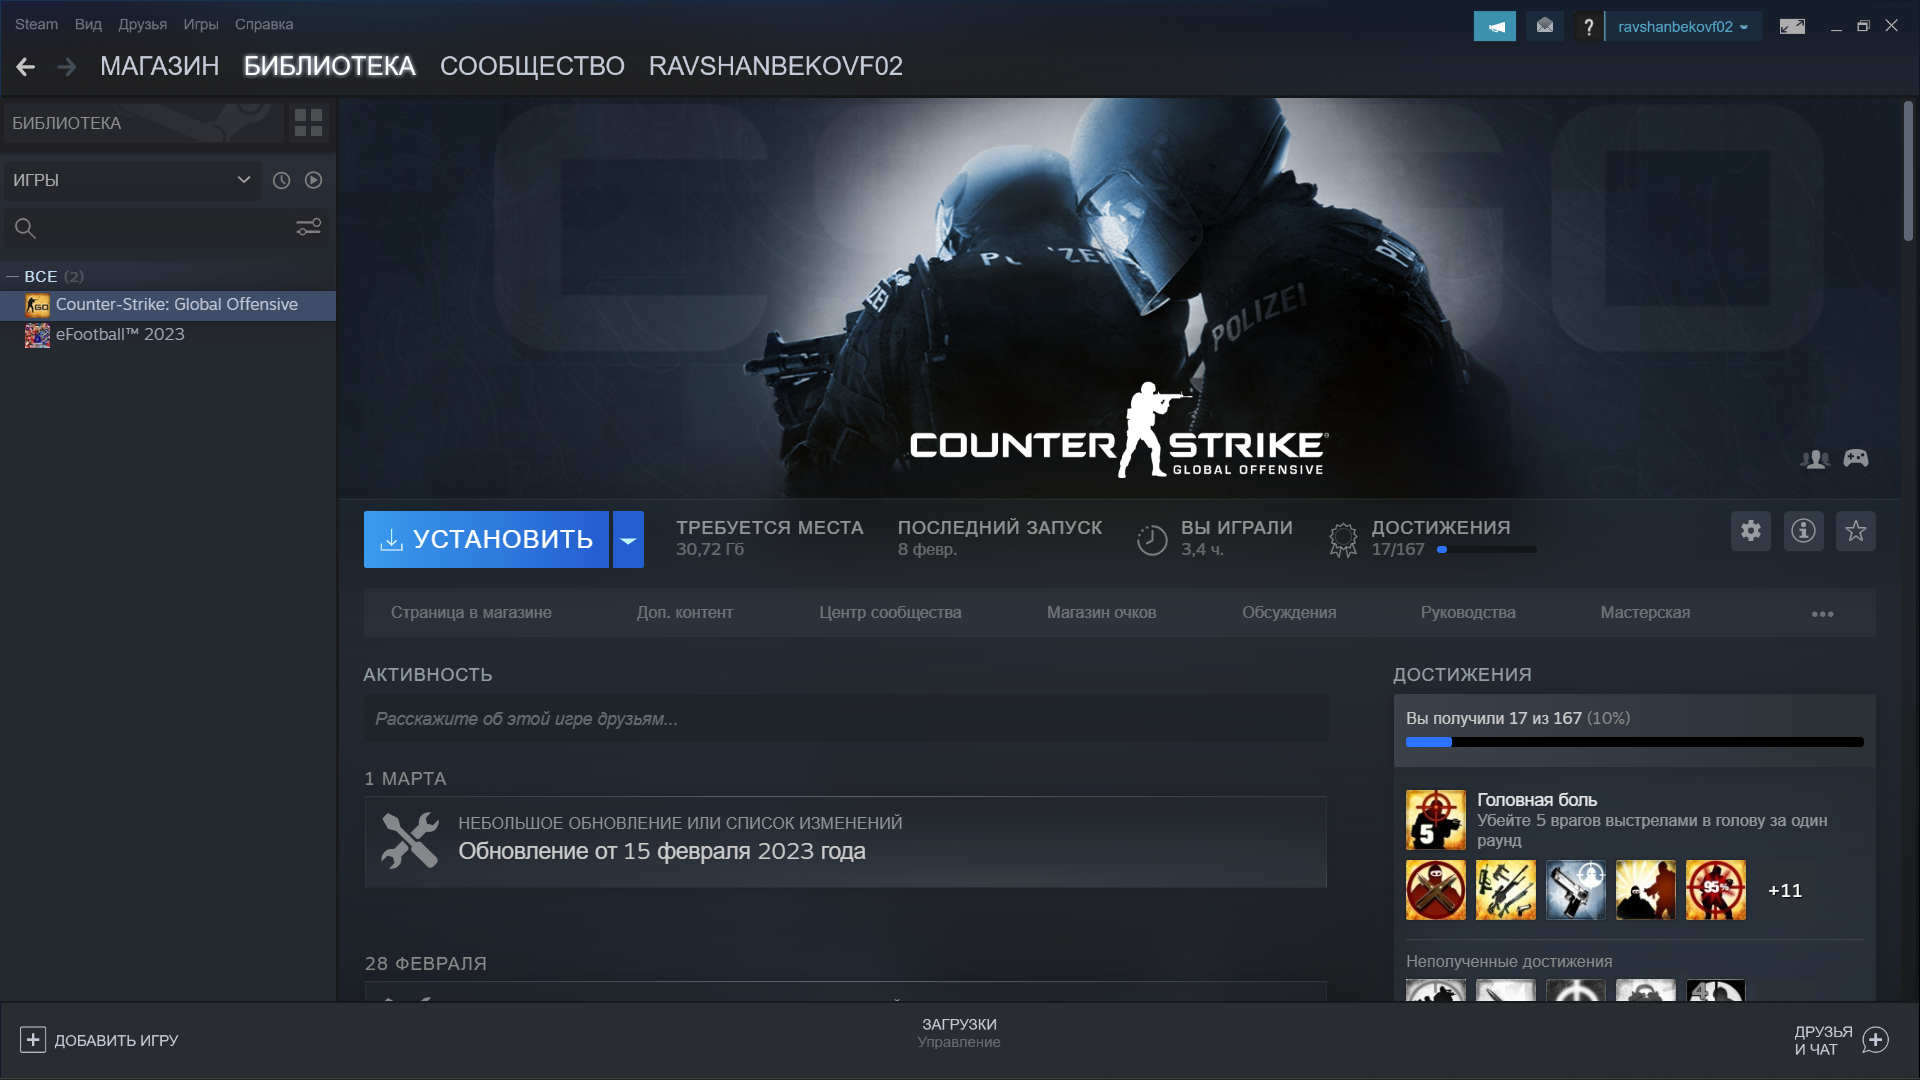 Steam Вид Друзья Игры Справка
ravshanbekovf02
МАГАЗИН БИБЛИОТЕКА СООБЩЕСТВО RAVSHANBEKOVF02
БИБЛИОТЕКА
ИГРЫ
ВСЕ (2)
Counter-Strike: Global Offensive
eFootball™ 2023
POLIZEI
POLIZEI
COUNTER STRIKE
GLOBAL OFFENSIVE
УСТАНОВИТЬ
ТРЕБУЕТСЯ МЕСТА
30,72 Гб
ПОСЛЕДНИЙ ЗАПУСК
8 февр.
ВЫ ИГРАЛИ
3,4 ч.
ДОСТИЖЕНИЯ
17/167
Страница в магазине Доп. контент Центр сообщества Магазин очков Обсуждения Руководства Мастерская
АКТИВНОСТЬ
Расскажите об этой игре друзьям...
1 МАРТА
НЕБОЛЬШОЕ ОБНОВЛЕНИЕ ИЛИ СПИСОК ИЗМЕНЕНИЙ
Обновление от 15 февраля 2023 года
28 ФЕВРАЛЯ
ДОСТИЖЕНИЯ
Вы получили 17 из 167 (10%)
Головная боль
Убейте 5 врагов выстрелами в голову за один
раунд
5
95%
+11
Неполученные достижения
4
ДОБАВИТЬ ИГРУ
ЗАГРУЗКИ
Управление
ДРУЗЬЯ
И ЧАТ